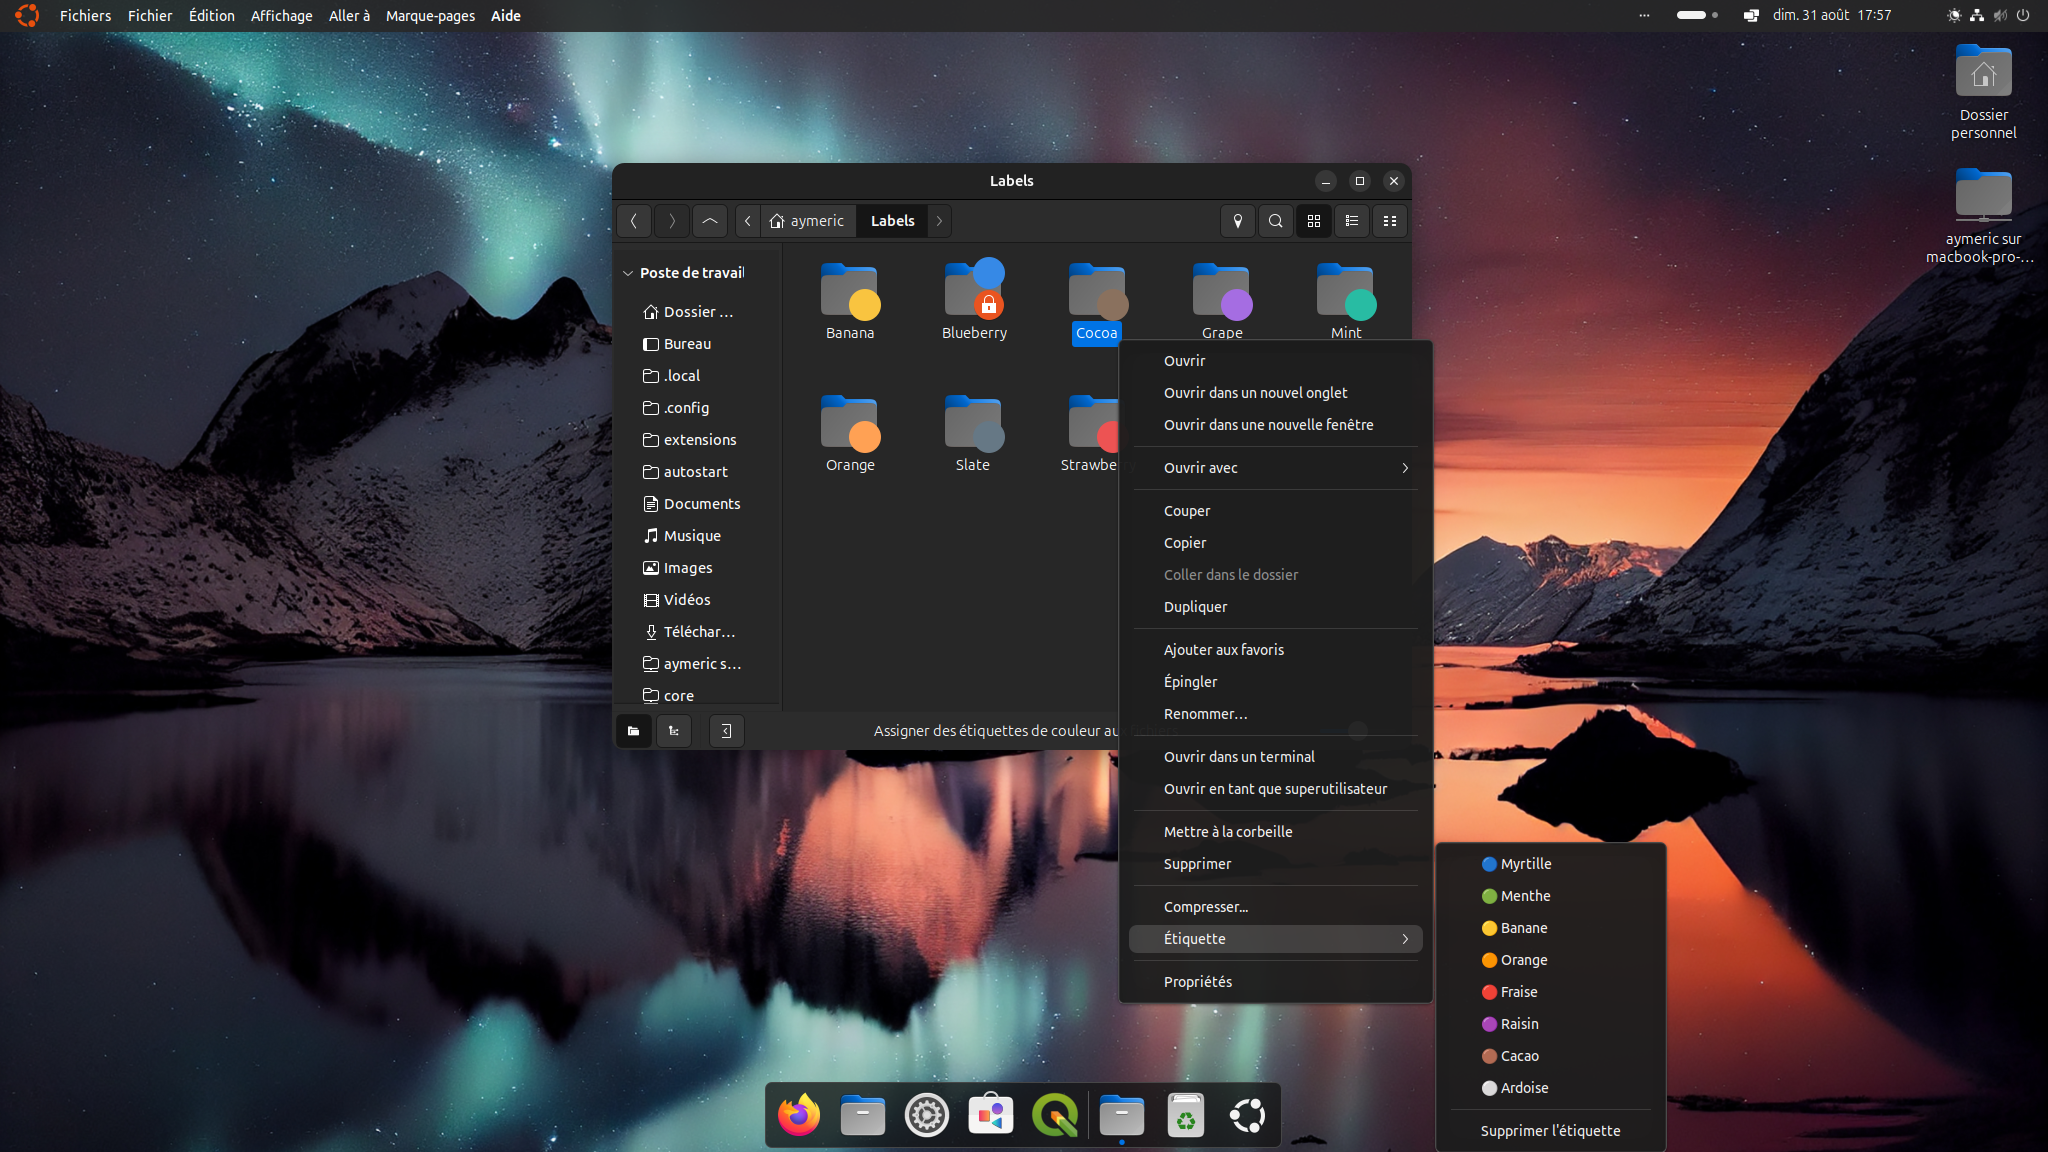 Fichiers Fichier Édition Affichage Aller à Marque-pages Aide
dim. 31 août 17:57
Dossier
personnel
aymeric sur
macbook-pro-…
Labels
aymeric Labels
Poste de travail
Dossier …
Bureau
.local
.config
extensions
autostart
Documents
Musique
Images
Vidéos
Téléchar…
aymeric s…
core
Banana
Blueberry
Cocoa
Grape
Mint
Orange
Slate
Strawbe
Assigner des étiquettes de couleur au
Ouvrir
Ouvrir dans un nouvel onglet
Ouvrir dans une nouvelle fenêtre
Ouvrir avec
Couper
Copier
Coller dans le dossier
Dupliquer
Ajouter aux favoris
Épingler
Renommer…
Ouvrir dans un terminal
Ouvrir en tant que superutilisateur
Mettre à la corbeille
Supprimer
Compresser...
Étiquette
Propriétés
Myrtille
Menthe
Banane
Orange
Fraise
Raisin
Cacao
Ardoise
Supprimer l'étiquette